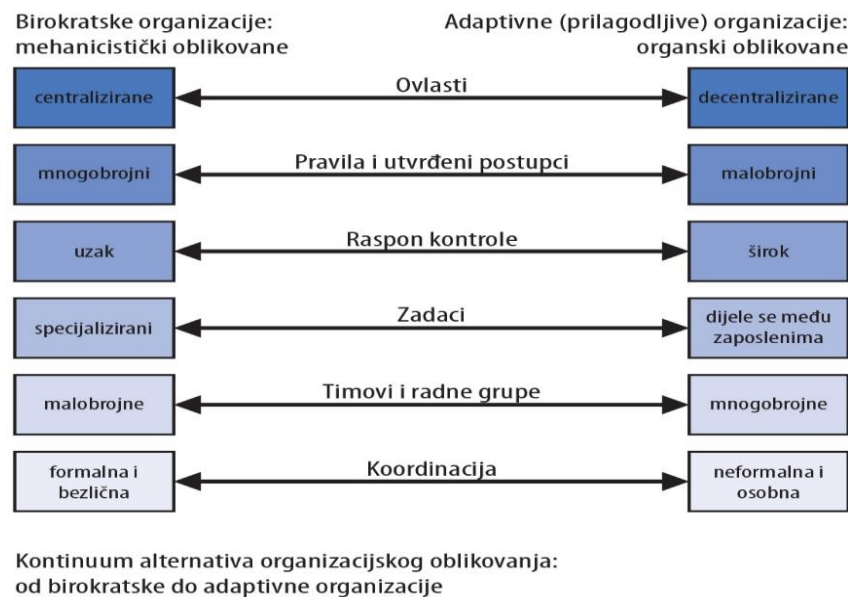 Birokratske organizacije:
mehanicistički oblikovane
Adaptivne (prilagodljive) organizacije:
organski oblikovane
centralizirane
Ovlasti
decentralizirane
mnogobrojni
Pravila i utvrđeni postupci
malobrojni
uzak
Raspon kontrole
širok
specijalizirani
Zadaci
dijele se među
zaposlenima
malobrojne
Timovi i radne grupe
mnogobrojne
formalna i
bezlična
Koordinacija
neformalna i
osobna
Kontinuum alternativa organizacijskog oblikovanja:
od birokratske do adaptivne organizacije